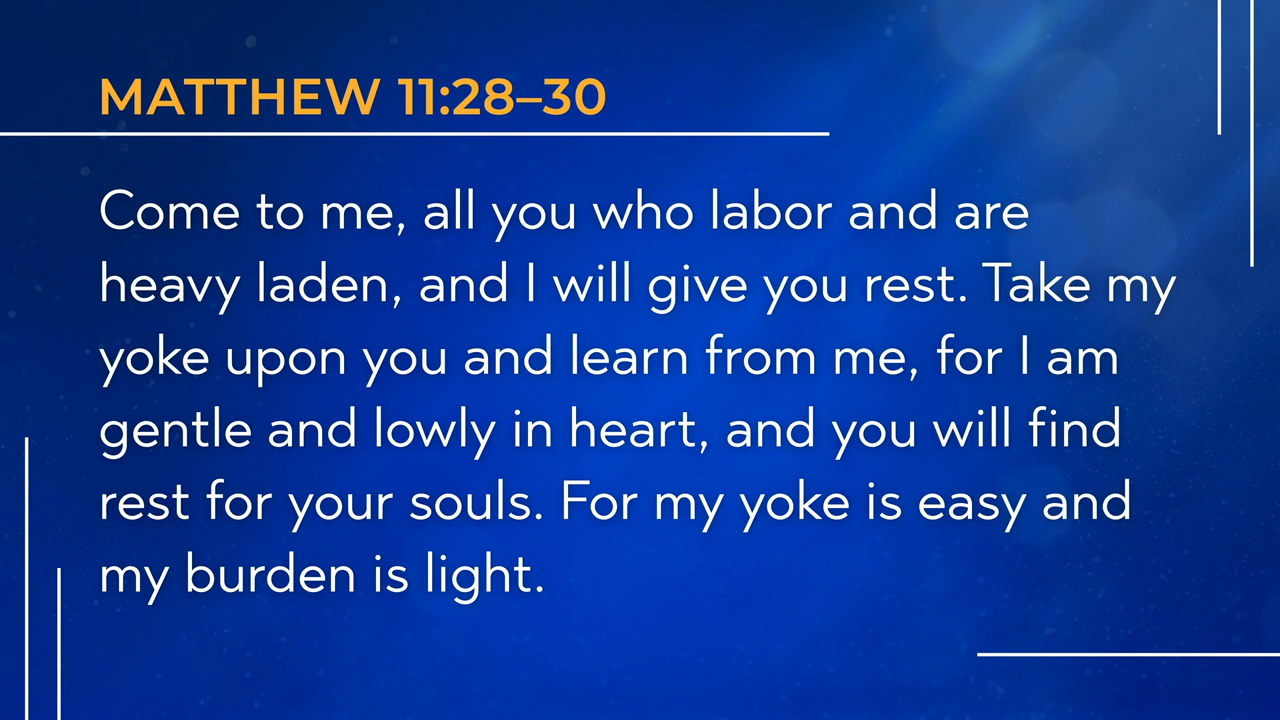 MATTHEW 11:28–30
Come to me, all you who labor and are
heavy laden, and I will give you rest. Take my
yoke upon you and learn from me, for I am
gentle and lowly in heart, and you will find
rest for your souls. For my yoke is easy and
my burden is light.